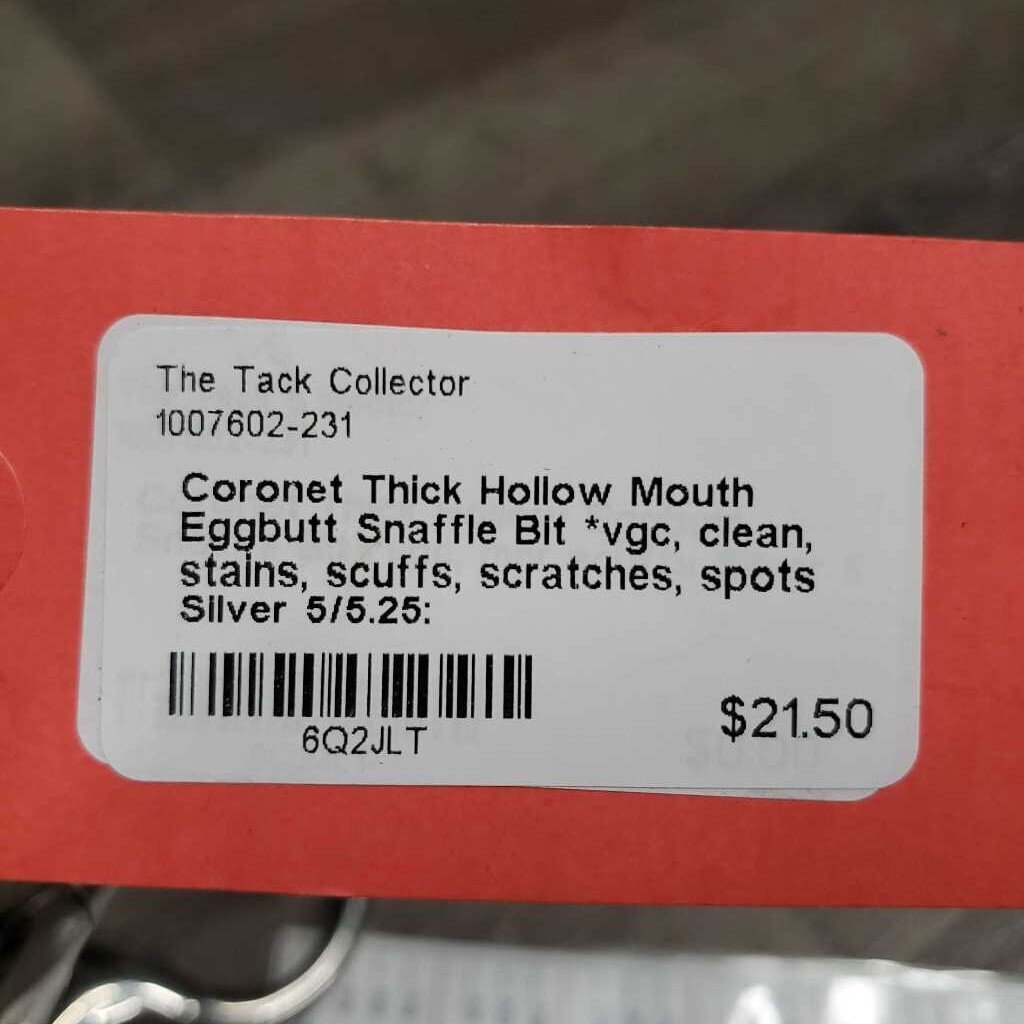 The Tack Collector
1007602-231
Coronet Thick Hollow Mouth
Eggbutt Snaffle Bit *vgc, clean,
stains, scuffs, scratches, spots
Silver 5/5.25:
6Q2JLT
$21.50